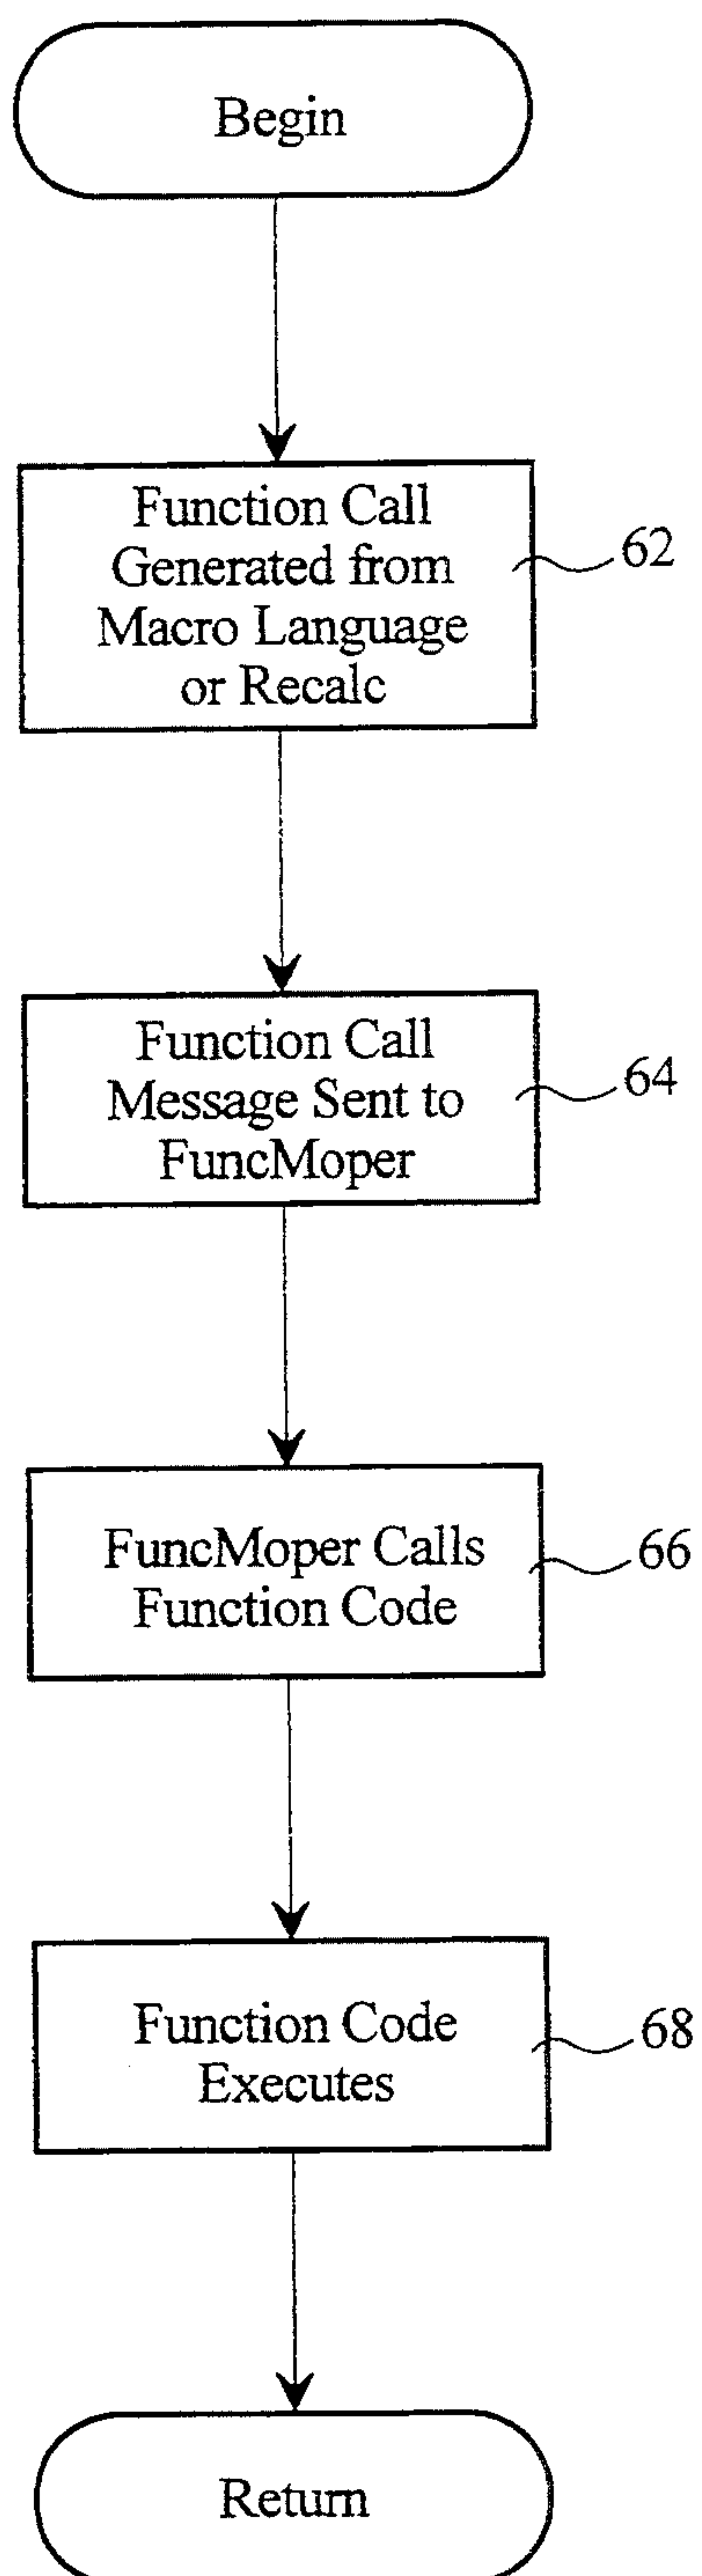 Begin
Function Call
Generated from
Macro Language
or Recalc
62
Function Call
Message Sent to
FuncMoper
64
FuncMoper Calls
Function Code
66
Function Code
Executes
68
Return